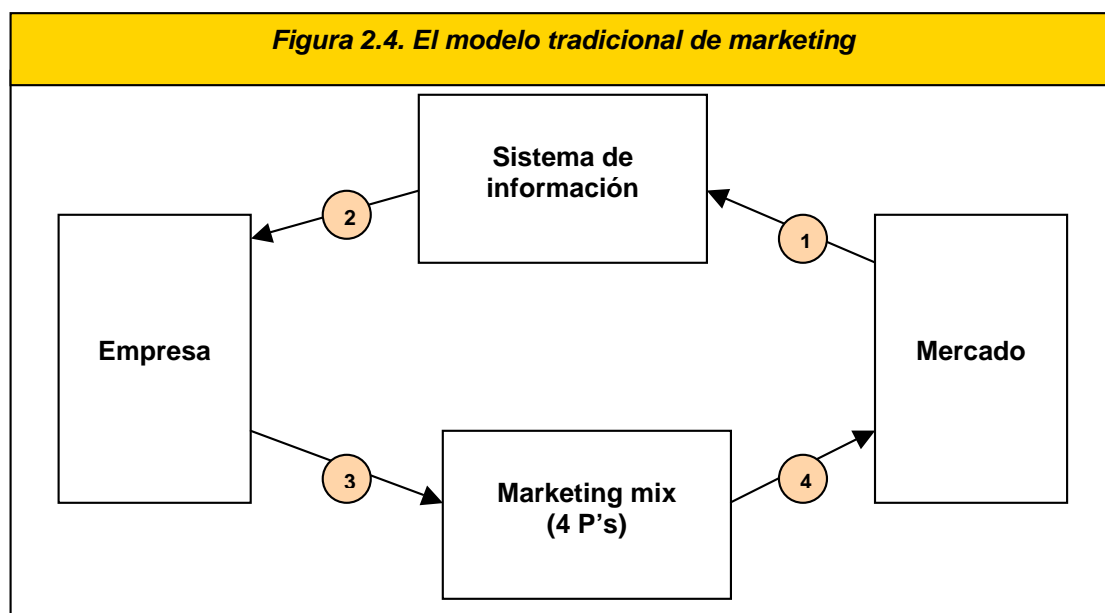 Figura 2.4. El modelo tradicional de marketing
Sistema de
información
2
1
Empresa
Mercado
3
4
Marketing mix
(4 P’s)